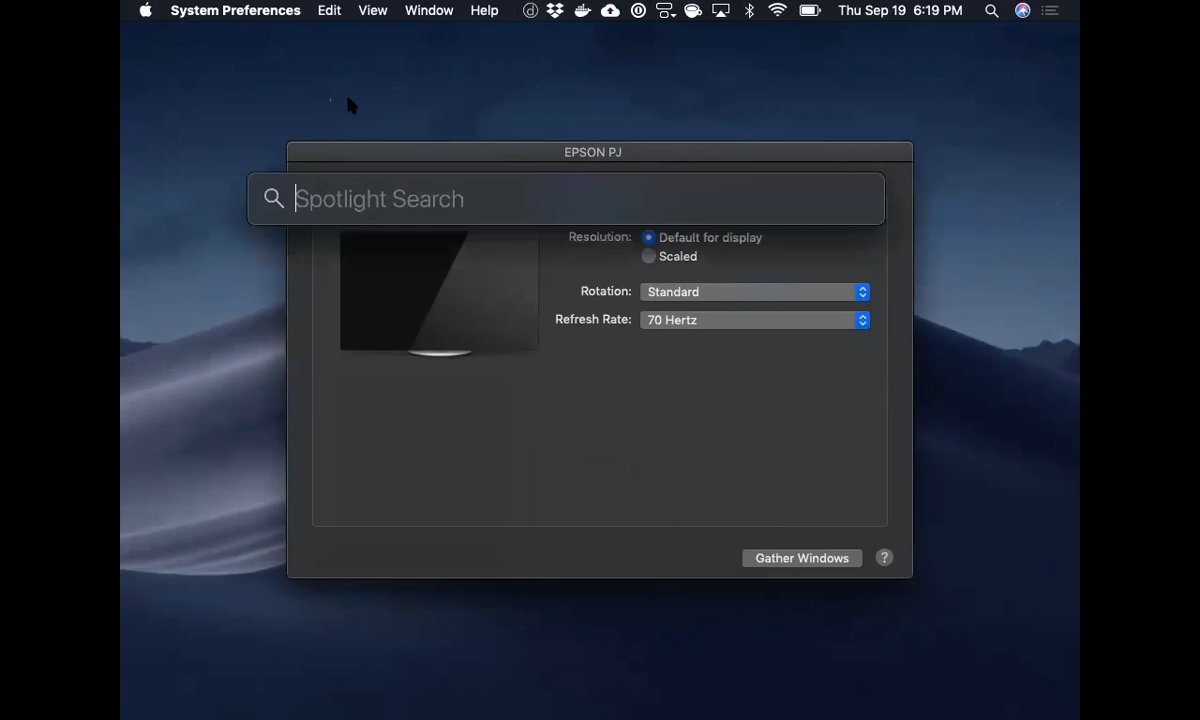 System Preferences Edit View Window Help Thu Sep 19 6:19 PM
EPSON PJ
Spotlight Search
Resolution: Default for display
Scaled
Rotation: Standard
Refresh Rate: 70 Hertz
Gather Windows ?